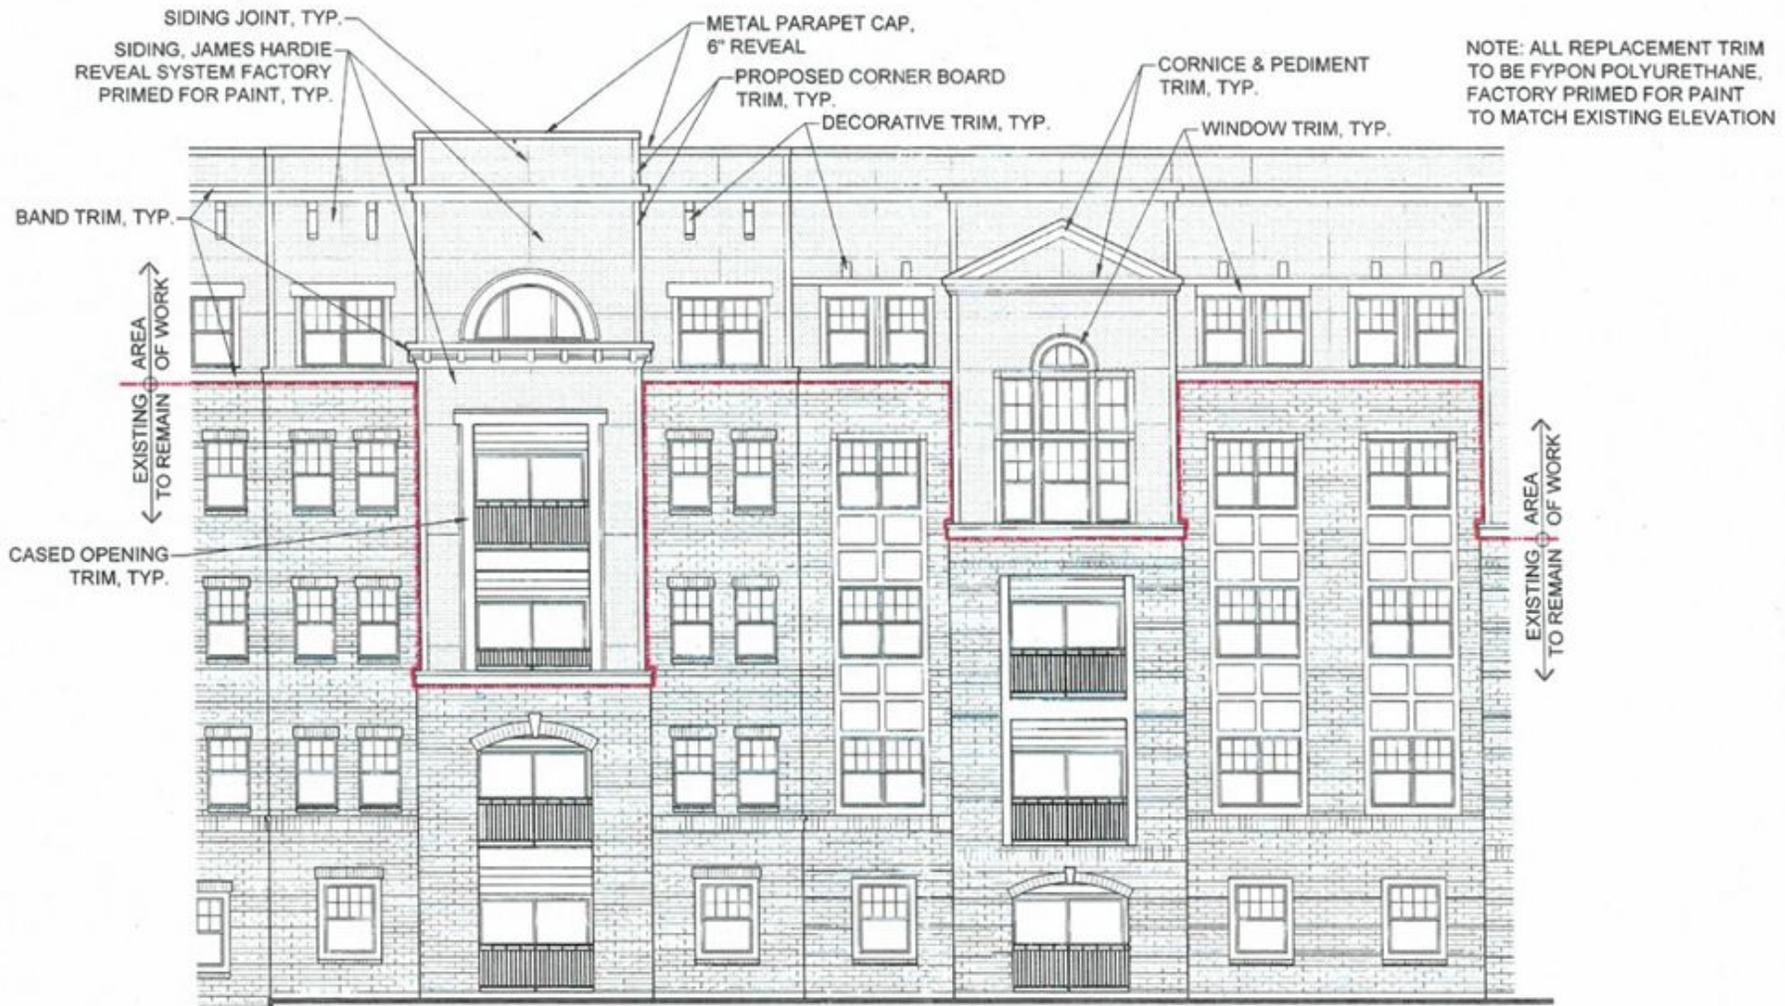 SIDING JOINT, TYP.
SIDING, JAMES HARDIE
REVEAL SYSTEM FACTORY
PRIMED FOR PAINT, TYP.
METAL PARAPET CAP,
6" REVEAL
PROPOSED CORNER BOARD
TRIM, TYP.
DECORATIVE TRIM, TYP.
CORNICE & PEDIMENT
TRIM, TYP.
WINDOW TRIM, TYP.
NOTE: ALL REPLACEMENT TRIM
TO BE FYPON POLYURETHANE,
FACTORY PRIMED FOR PAINT
TO MATCH EXISTING ELEVATION
BAND TRIM, TYP.
AREA
OF WORK
EXISTING
TO REMAIN
CASED OPENING
TRIM, TYP.
AREA
OF WORK
EXISTING
TO REMAIN